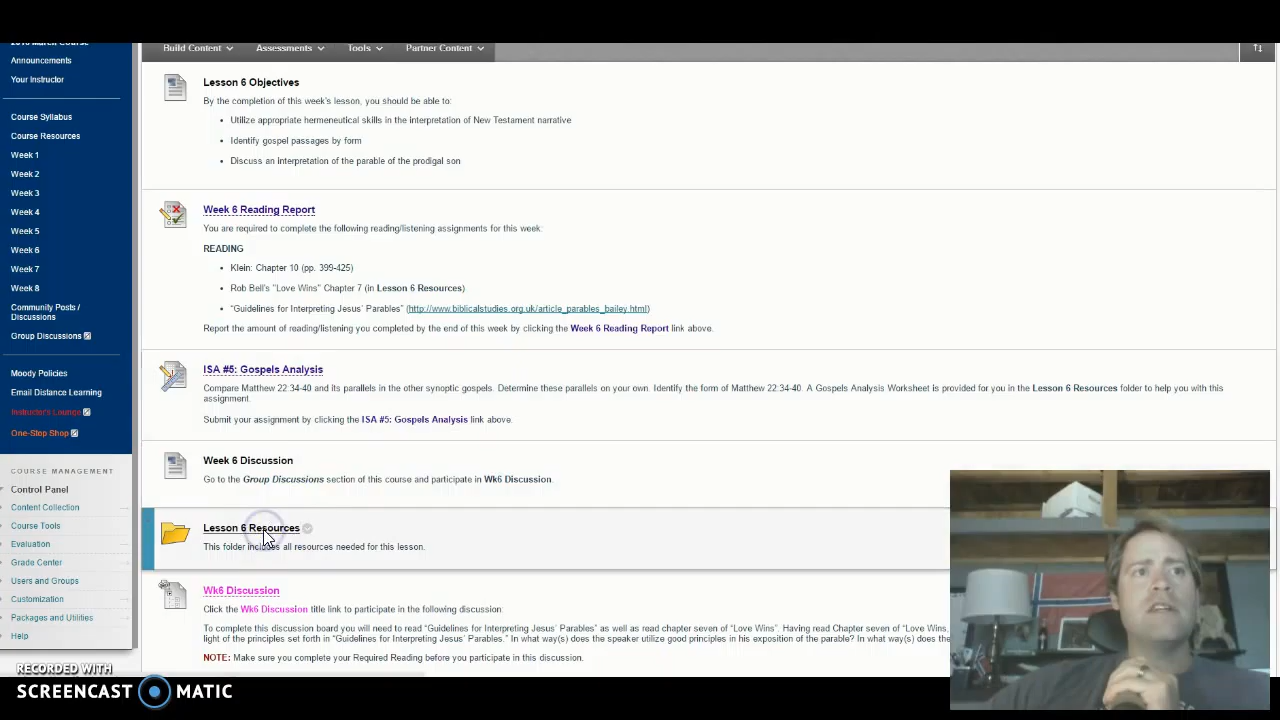 2016 March Course
Announcements
Your Instructor
Course Syllabus
Course Resources
Week 1
Week 2
Week 3
Week 4
Week 5
Week 6
Week 7
Week 8
Community Posts /
Discussions
Group Discussions
Moody Policies
Email Distance Learning
Instructor's Lounge
One-Stop Shop
COURSE MANAGEMENT
Control Panel
Content Collection
Course Tools
Evaluation
Grade Center
Users and Groups
Customization
Packages and Utilities
Help
Build Content
Assessments
Tools
Partner Content
Lesson 6 Objectives
By the completion of this week's lesson, you should be able to:
• Utilize appropriate hermeneutical skills in the interpretation of New Testament narrative
• Identify gospel passages by form
• Discuss an interpretation of the parable of the prodigal son
Week 6 Reading Report
You are required to complete the following reading/listening assignments for this week:
READING
• Klein: Chapter 10 (pp. 399-425)
• Rob Bell's "Love Wins" Chapter 7 (in Lesson 6 Resources)
• "Guidelines for Interpreting Jesus' Parables" (http://www.biblicalstudies.org.uk/article_parables_bailey.html)
Report the amount of reading/listening you completed by the end of this week by clicking the Week 6 Reading Report link above.
ISA #5: Gospels Analysis
Compare Matthew 22:34-40 and its parallels in the other synoptic gospels. Determine these parallels on your own. Identify the form of Matthew 22:34-40. A Gospels Analysis Worksheet is provided for you in the Lesson 6 Resources folder to help you with this
assignment.
Submit your assignment by clicking the ISA #5: Gospels Analysis link above.
Week 6 Discussion
Go to the Group Discussions section of this course and participate in Wk6 Discussion.
Lesson 6 Resources
This folder includes all resources needed for this lesson.
Wk6 Discussion
Click the Wk6 Discussion title link to participate in the following discussion
To complete this discussion board you will need to read "Guidelines for Interpreting Jesus' Parables" as well as read chapter seven of "Love Wins". Having read Chapter seven of "Love Wins,
light of the principles set forth in "Guidelines for Interpreting Jesus' Parables." In what way(s) does the speaker utilize good principles in his exposition of the parable? In what way(s) does the
NOTE: Make sure you complete your Required Reading before you participate in this discussion.
RECORDED WITH
SCREENCAST MATIC